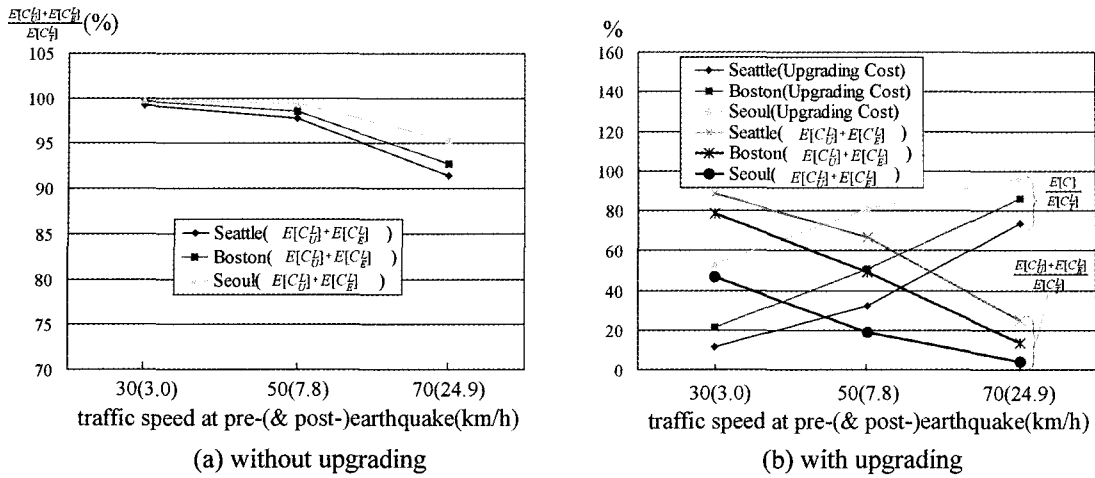 E[C_U^L]+E[C_E^L] / E[C_T^L] (%)
105
100
95
90
85
80
75
70
Seattle( E[C_U^L]+E[C_E^L] )
Boston( E[C_U^L]+E[C_E^L] )
Seoul( E[C_U^L]+E[C_E^L] )
30(3.0) 50(7.8) 70(24.9)
traffic speed at pre-(& post-)earthquake(km/h)
(a) without upgrading
%
160
140
120
100
80
60
40
20
0
Seattle(Upgrading Cost)
Boston(Upgrading Cost)
Seoul(Upgrading Cost)
Seattle( E[C_U^L]+E[C_E^L] )
Boston( E[C_U^L]+E[C_E^L] )
Seoul( E[C_U^L]+E[C_E^L] )
E[C_U^L]+E[C_E^L] / E[C_T^L]
30(3.0) 50(7.8) 70(24.9)
traffic speed at pre-(& post-)earthquake(km/h)
(b) with upgrading